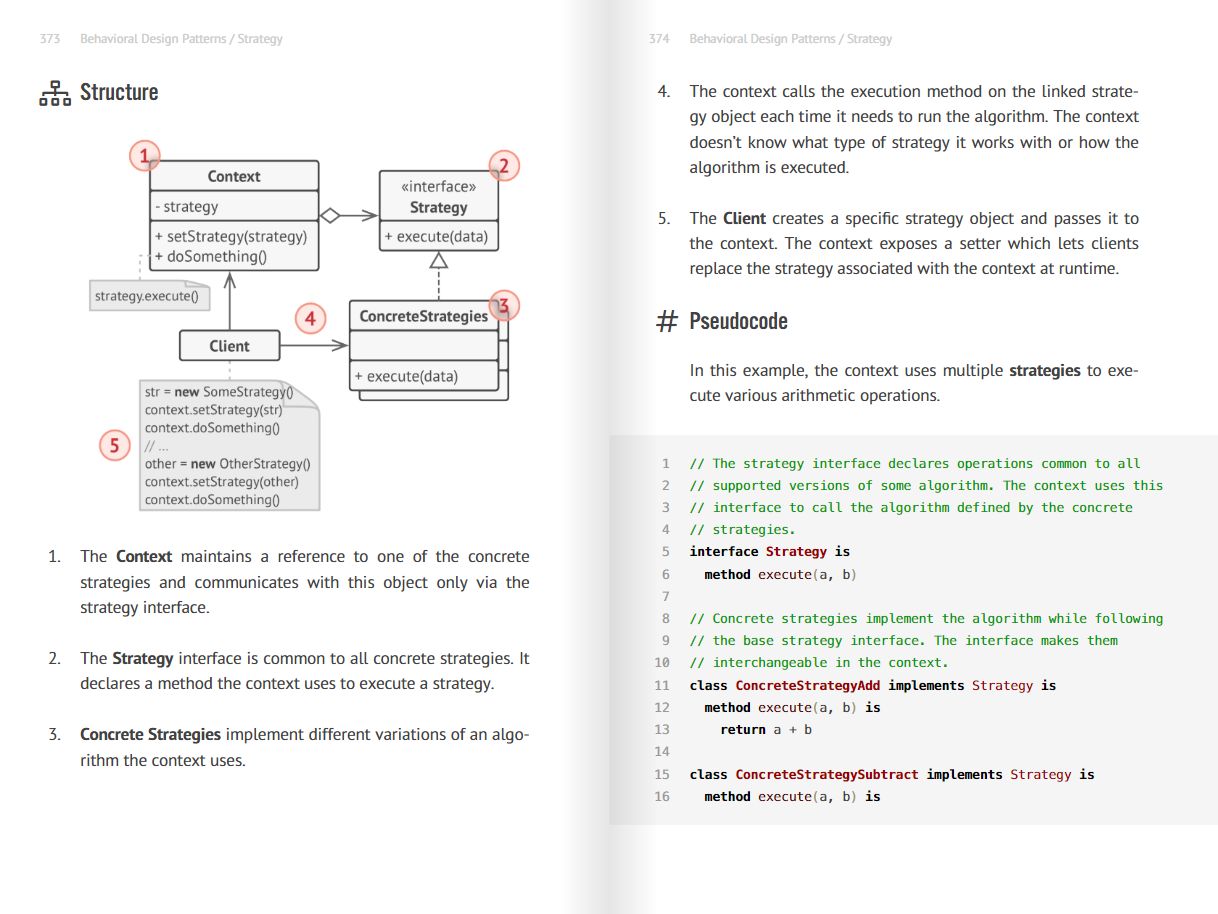 373 Behavioral Design Patterns / Strategy
Structure
1
Context
- strategy
+ setStrategy(strategy)
+ doSomething()
2
«interface»
Strategy
+ execute(data)
strategy.execute()
3
ConcreteStrategies
+ execute(data)
4
Client
5
str = new SomeStrategy()
context.setStrategy(str)
context.doSomething()
// ...
other = new OtherStrategy()
context.setStrategy(other)
context.doSomething()
1. The Context maintains a reference to one of the concrete
strategies and communicates with this object only via the
strategy interface.
2. The Strategy interface is common to all concrete strategies. It
declares a method the context uses to execute a strategy.
3. Concrete Strategies implement different variations of an algo-
rithm the context uses.
374 Behavioral Design Patterns / Strategy
4. The context calls the execution method on the linked strate-
gy object each time it needs to run the algorithm. The context
doesn't know what type of strategy it works with or how the
algorithm is executed.
5. The Client creates a specific strategy object and passes it to
the context. The context exposes a setter which lets clients
replace the strategy associated with the context at runtime.
# Pseudocode
In this example, the context uses multiple strategies to exe-
cute various arithmetic operations.
1 // The strategy interface declares operations common to all
2 // supported versions of some algorithm. The context uses this
3 // interface to call the algorithm defined by the concrete
4 // strategies.
5 interface Strategy is
6 method execute(a, b)
7
8 // Concrete strategies implement the algorithm while following
9 // the base strategy interface. The interface makes them
10 // interchangeable in the context.
11 class ConcreteStrategyAdd implements Strategy is
12 method execute(a, b) is
13 return a + b
14
15 class ConcreteStrategySubtract implements Strategy is
16 method execute(a, b) is